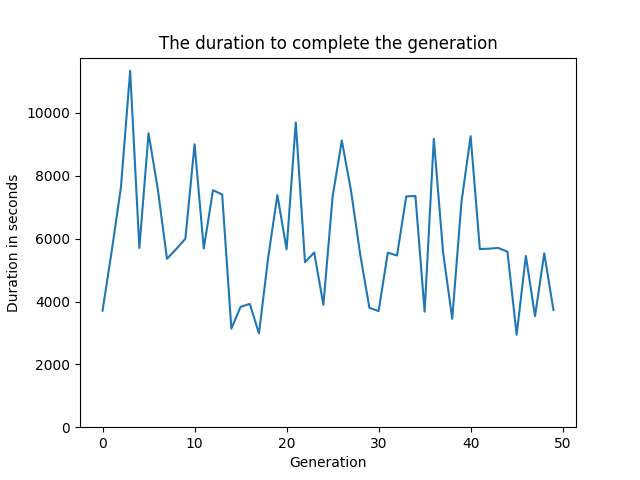 The duration to complete the generation
Duration in seconds
10000
8000
6000
4000
2000
0
0 10 20 30 40 50
Generation